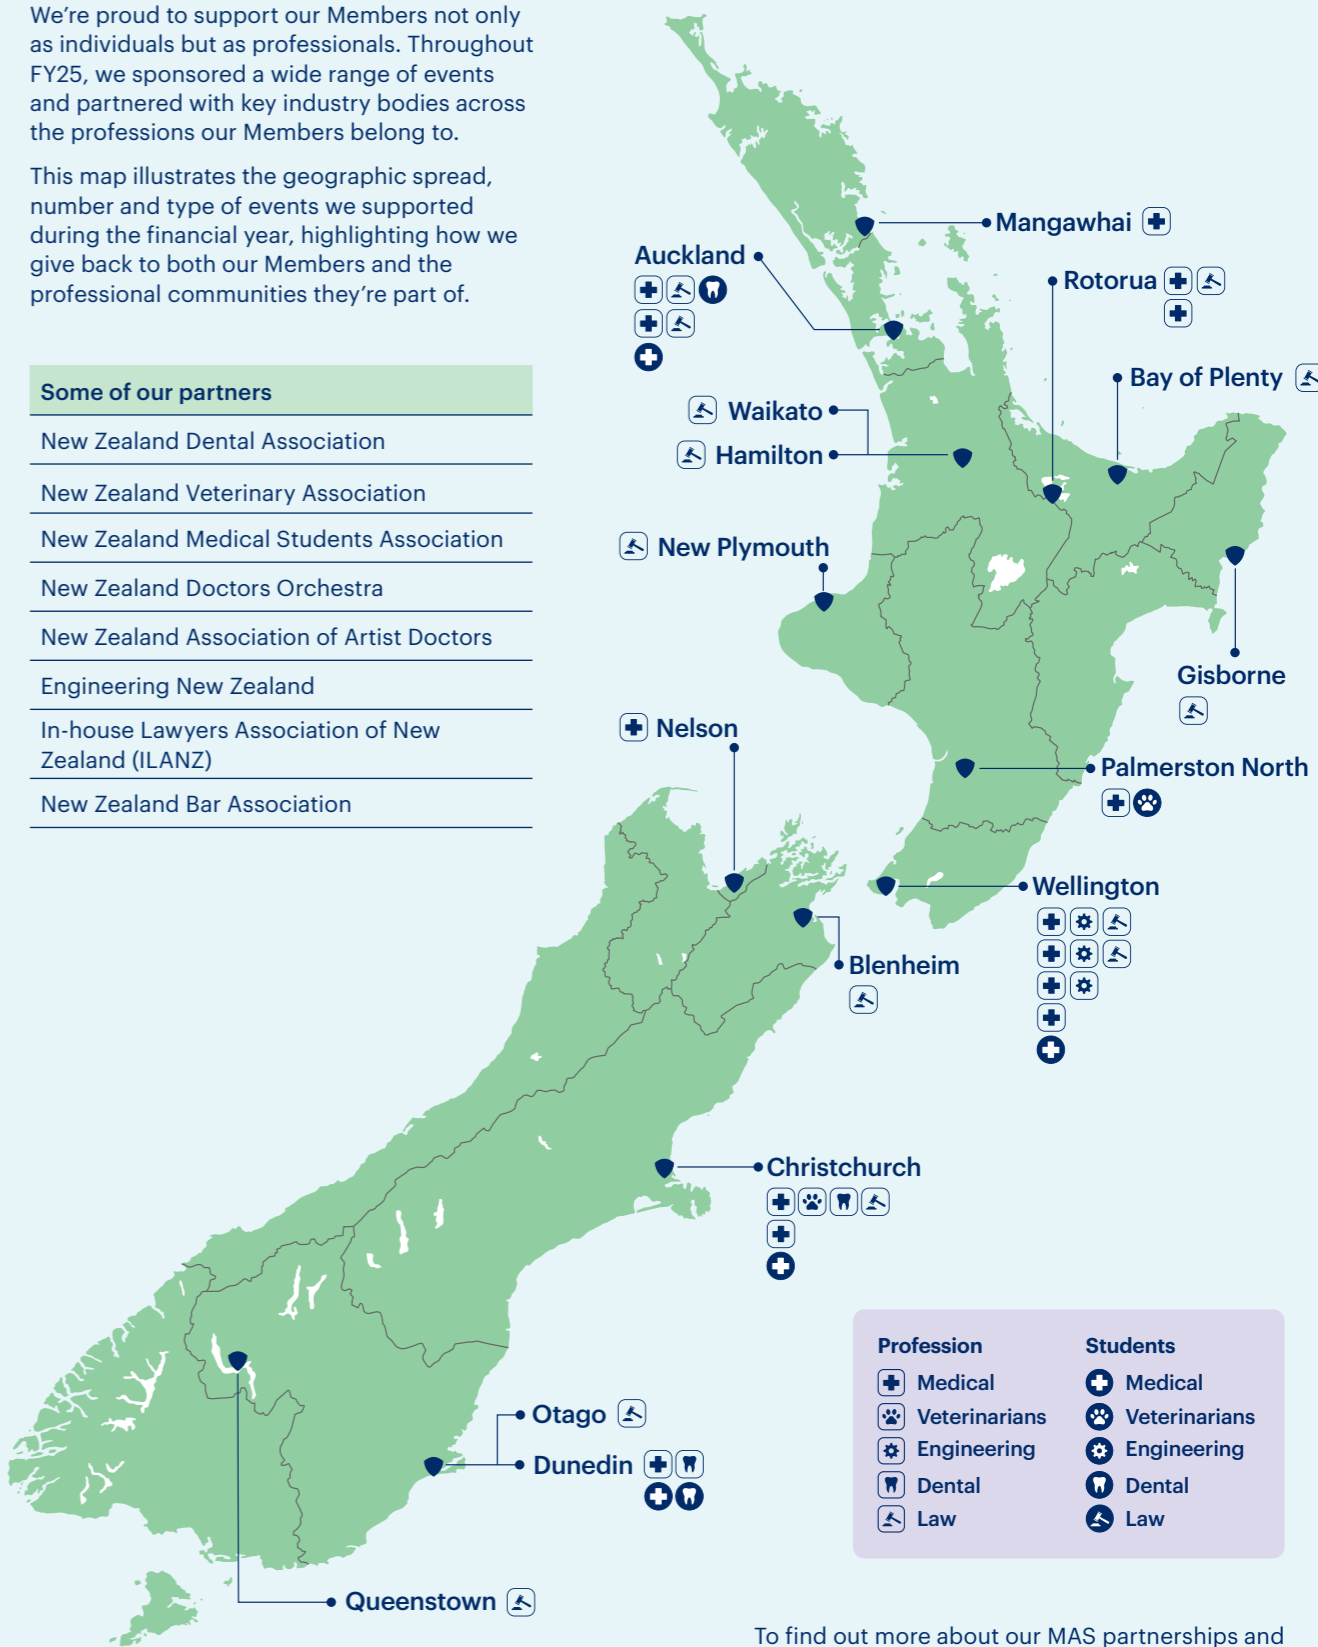 We're proud to support our Members not only
as individuals but as professionals. Throughout
FY25, we sponsored a wide range of events
and partnered with key industry bodies across
the professions our Members belong to.
This map illustrates the geographic spread,
number and type of events we supported
during the financial year, highlighting how we
give back to both our Members and the
professional communities they're part of.
Some of our partners
New Zealand Dental Association
New Zealand Veterinary Association
New Zealand Medical Students Association
New Zealand Doctors Orchestra
New Zealand Association of Artist Doctors
Engineering New Zealand
In-house Lawyers Association of New
Zealand (ILANZ)
New Zealand Bar Association
Mangawhai
Auckland
Rotorua
Bay of Plenty
Waikato
Hamilton
New Plymouth
Gisborne
Nelson
Palmerston North
Wellington
Blenheim
Christchurch
Otago
Dunedin
Queenstown
Profession
Medical
Veterinarians
Engineering
Dental
Law
Students
Medical
Veterinarians
Engineering
Dental
Law
To find out more about our MAS partnerships and